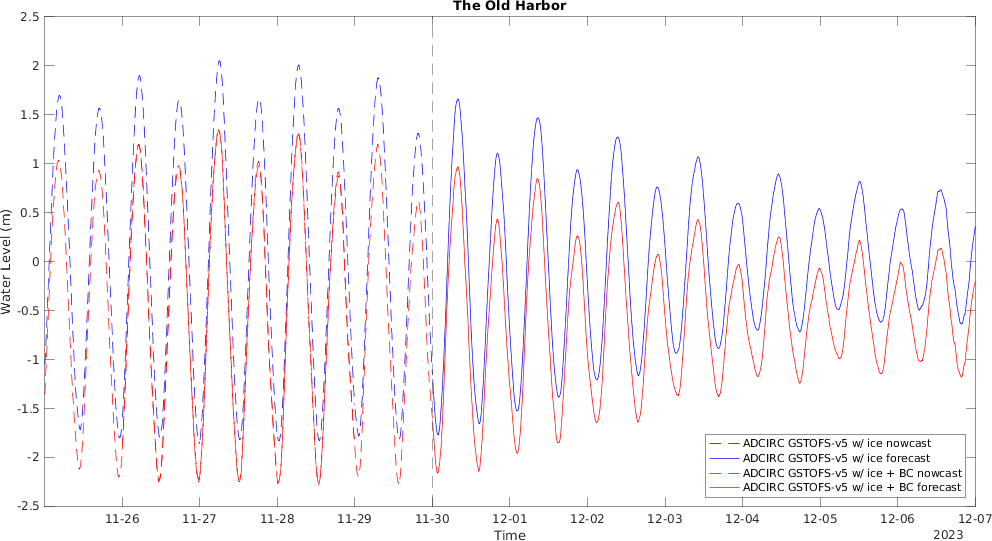 The Old Harbor
2.5
2
1.5
1
0.5
0
-0.5
-1
-1.5
-2
-2.5
Water Level (m)
ADCIRC GSTOFS-v5 w/ ice nowcast
ADCIRC GSTOFS-v5 w/ ice forecast
ADCIRC GSTOFS-v5 w/ ice + BC nowcast
ADCIRC GSTOFS-v5 w/ ice + BC forecast
11-26 11-27 11-28 11-29 11-30 12-01 12-02 12-03 12-04 12-05 12-06 12-07
Time
2023